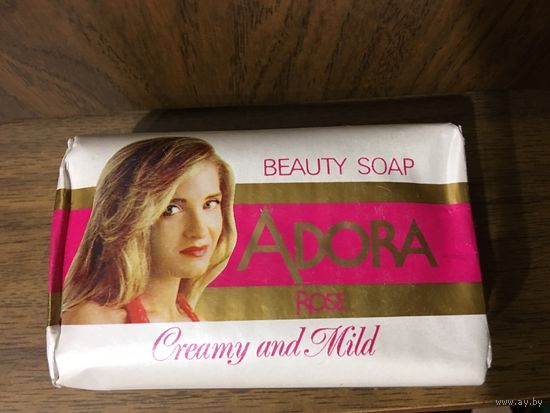 BEAUTY SOAP
ADORA
ROSE
Creamy and Mild
www.ay.by